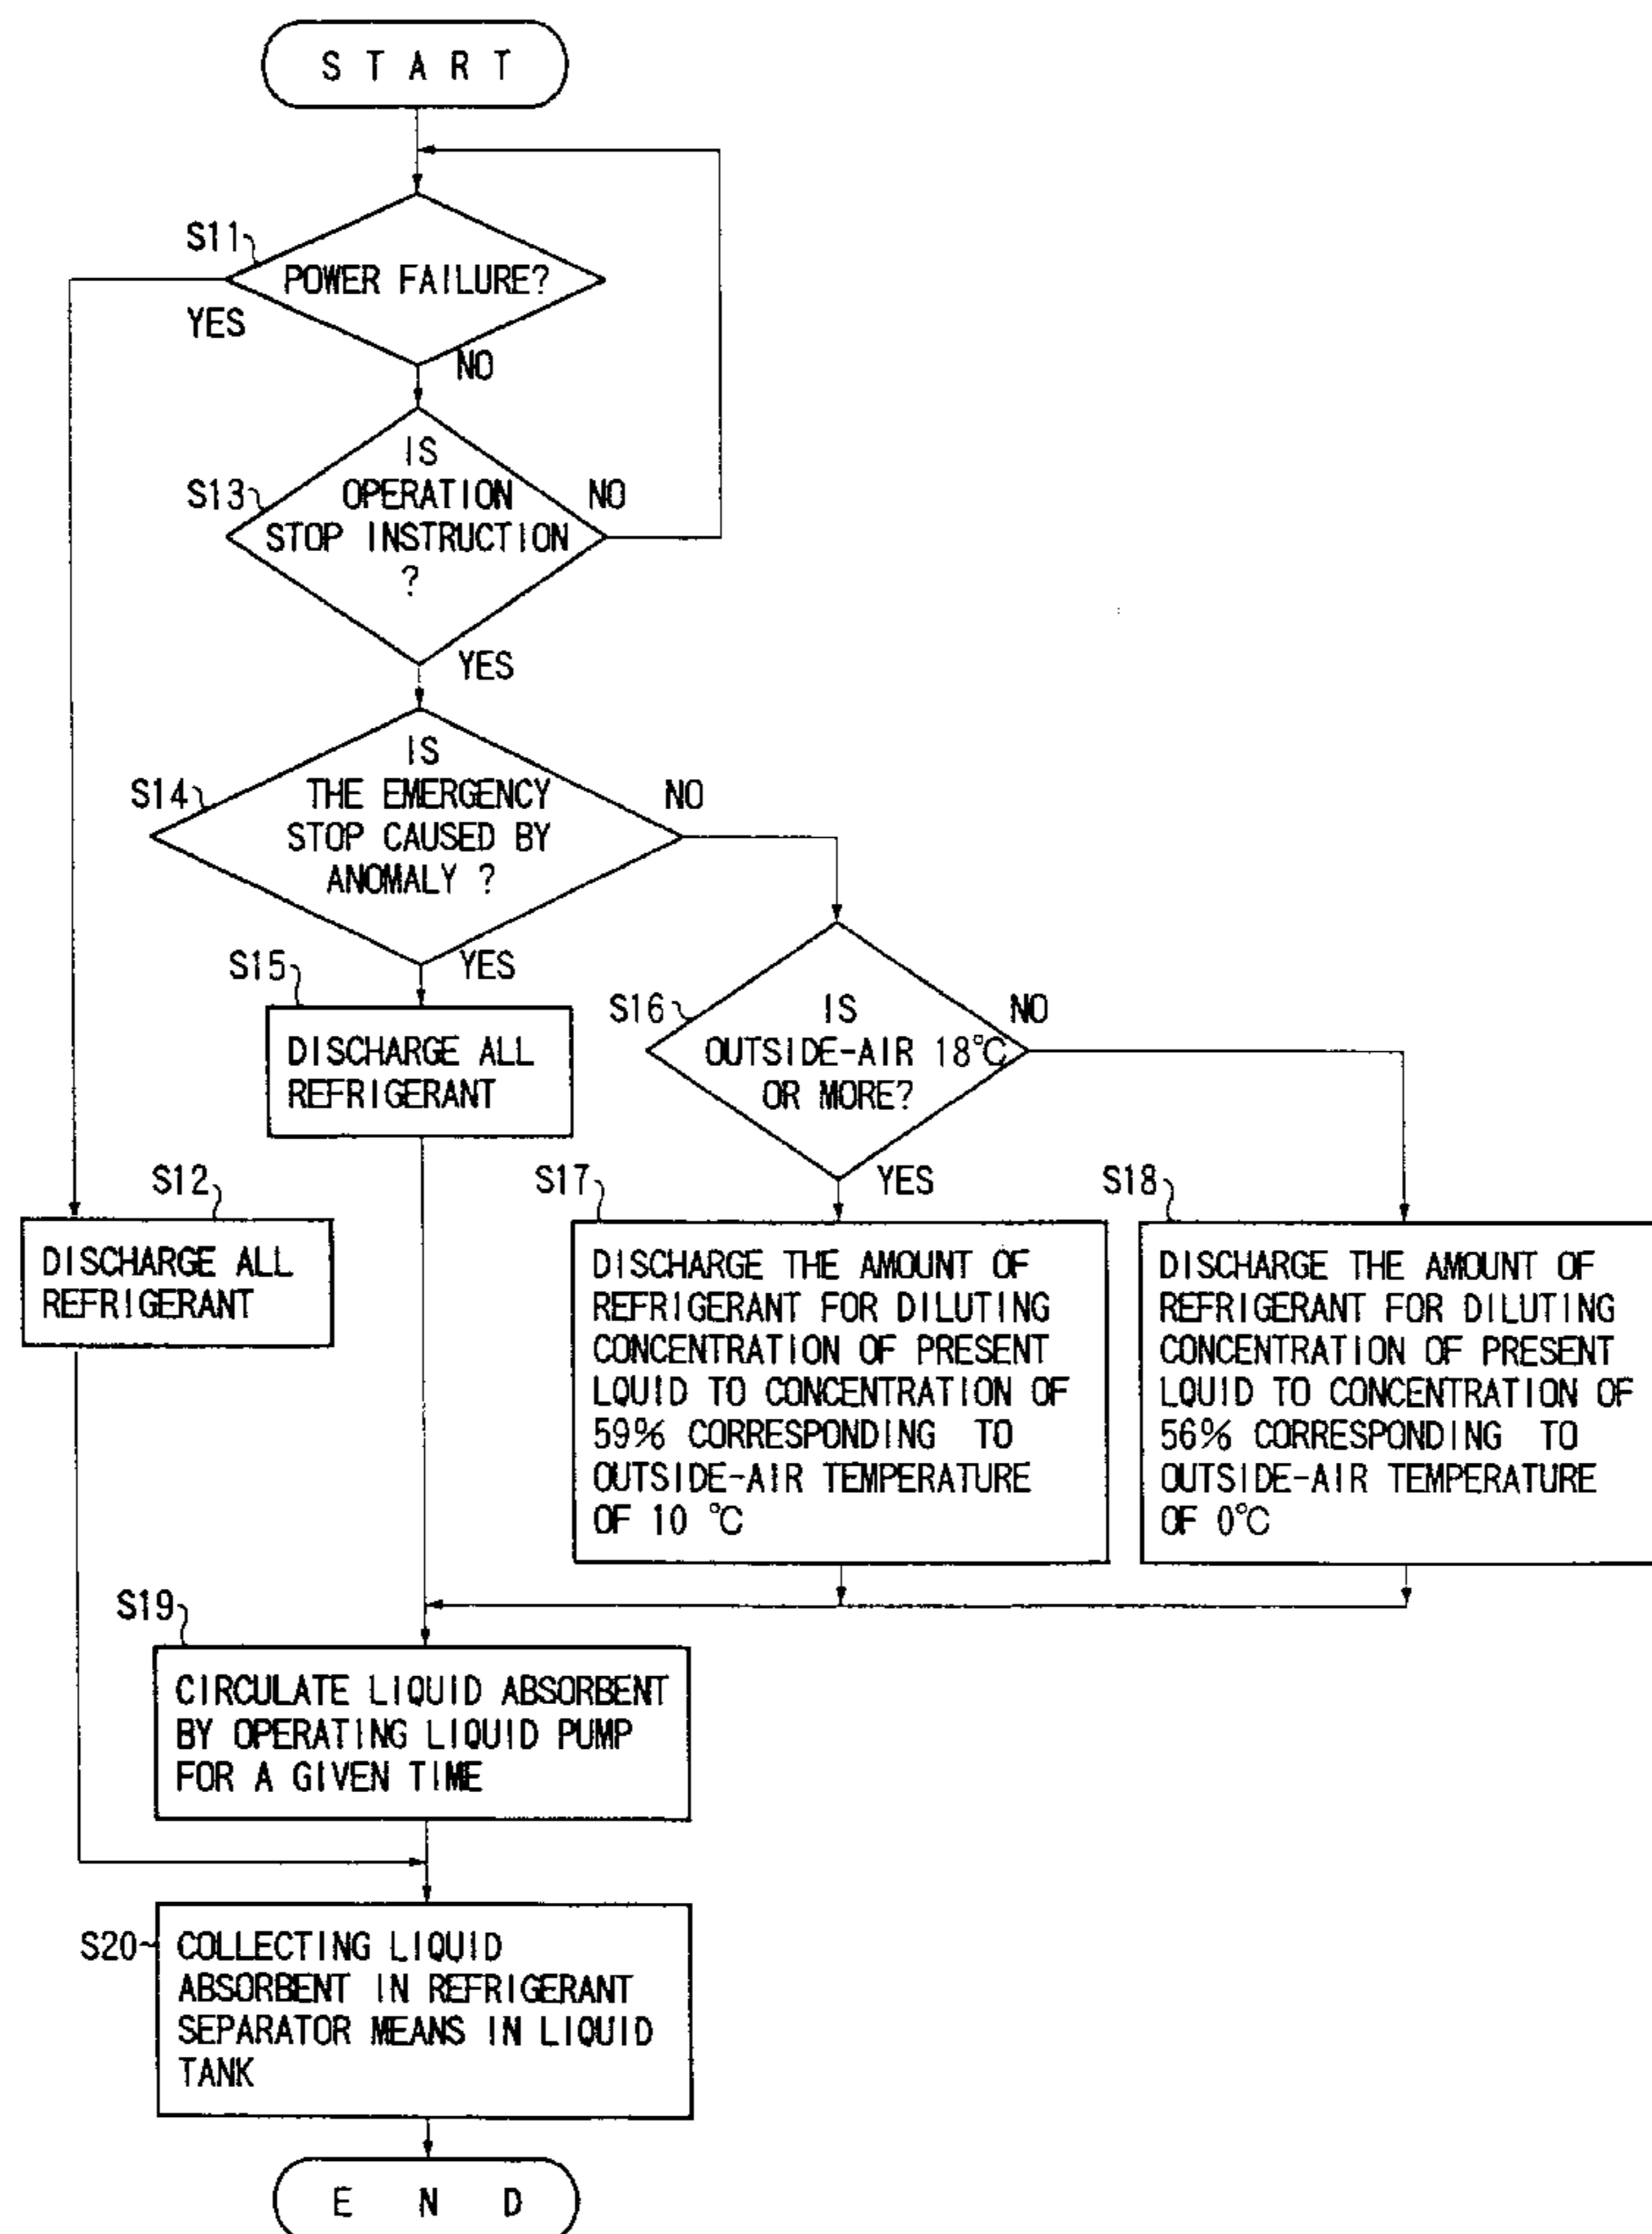 START
S11
POWER FAILURE?
YES
NO
IS
S13
OPERATION
NO
STOP INSTRUCTION
?
YES
IS
S14
THE EMERGENCY
NO
STOP CAUSED BY
ANOMALY ?
S15
YES
DISCHARGE ALL
REFRIGERANT
S16
IS
NO
OUTSIDE-AIR 18°C
OR MORE?
YES
S12
DISCHARGE ALL
REFRIGERANT
S17
DISCHARGE THE AMOUNT OF
REFRIGERANT FOR DILUTING
CONCENTRATION OF PRESENT
LQUID TO CONCENTRATION OF
59% CORRESPONDING TO
OUTSIDE-AIR TEMPERATURE
OF 10 °C
S18
DISCHARGE THE AMOUNT OF
REFRIGERANT FOR DILUTING
CONCENTRATION OF PRESENT
LQUID TO CONCENTRATION OF
56% CORRESPONDING TO
OUTSIDE-AIR TEMPERATURE
OF 0°C
S19
CIRCULATE LIQUID ABSORBENT
BY OPERATING LIQUID PUMP
FOR A GIVEN TIME
S20
COLLECTING LIQUID
ABSORBENT IN REFRIGERANT
SEPARATOR MEANS IN LIQUID
TANK
END